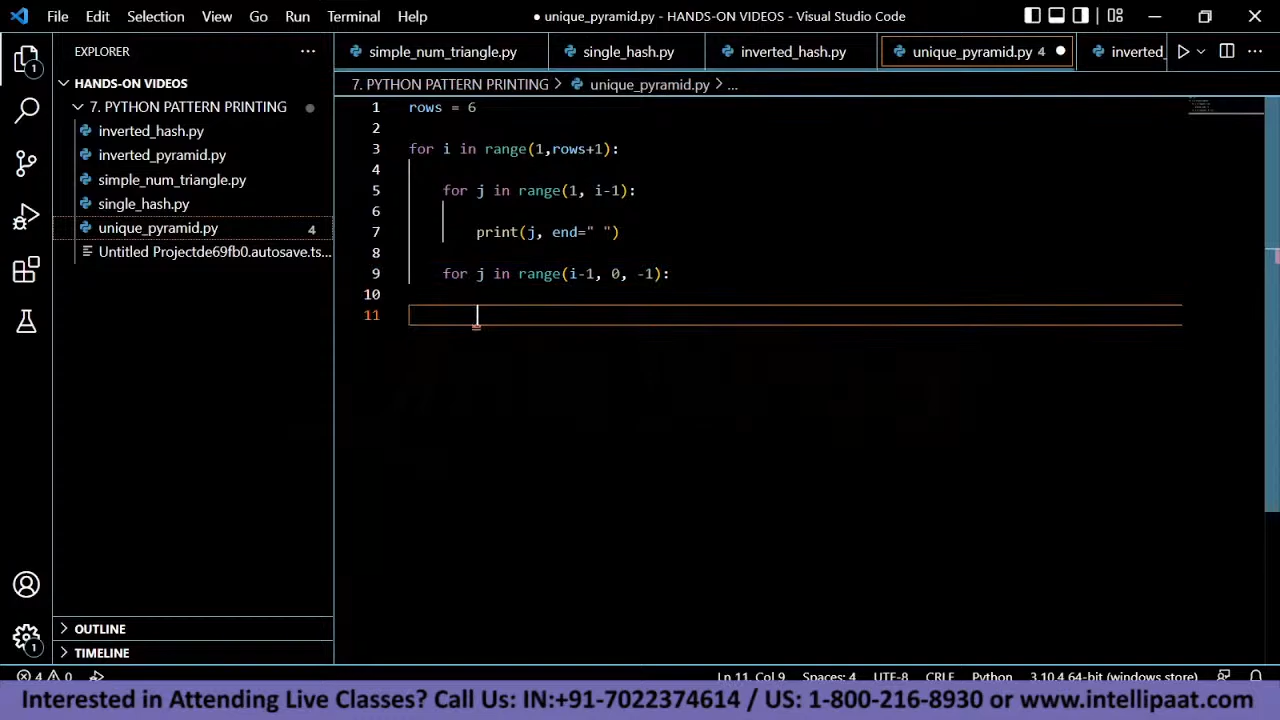 File Edit Selection View Go Run Terminal Help
● unique_pyramid.py - HANDS-ON VIDEOS - Visual Studio Code
EXPLORER
HANDS-ON VIDEOS
7. PYTHON PATTERN PRINTING
inverted_hash.py
inverted_pyramid.py
simple_num_triangle.py
single_hash.py
unique_pyramid.py 4
Untitled Projectde69fb0.autosave.ts...
OUTLINE
TIMELINE
1
1
simple_num_triangle.py single_hash.py inverted_hash.py unique_pyramid.py 4 inverted_
7. PYTHON PATTERN PRINTING > unique_pyramid.py > ...
1 rows = 6
2
3 for i in range(1,rows+1):
4
5 for j in range(1, i-1):
6
7 print(j, end=" ")
8
9 for j in range(i-1, 0, -1):
10
11
4 0 Ln 11, Col 9 Spaces: 4 UTF-8 CRLF Python 3.10.4 64-bit (windows store)
Interested in Attending Live Classes? Call Us: IN:+91-7022374614 / US: 1-800-216-8930 or www.intellipaat.com